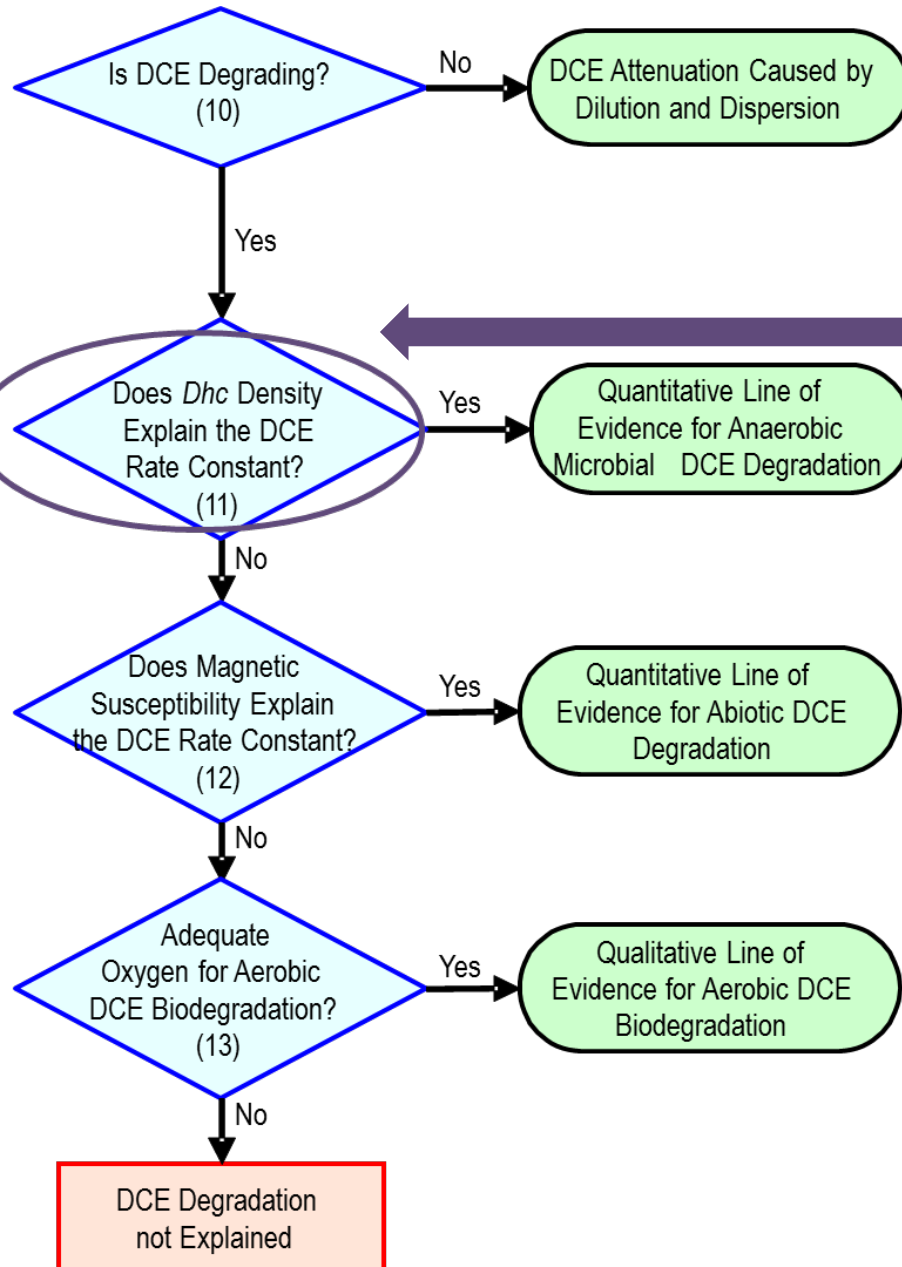 Is DCE Degrading?
(10)
No
DCE Attenuation Caused by
Dilution and Dispersion
Yes
Does Dhc Density
Explain the DCE
Rate Constant?
(11)
Yes
Quantitative Line of
Evidence for Anaerobic
Microbial DCE Degradation
No
Does Magnetic
Susceptibility Explain
the DCE Rate Constant?
(12)
Yes
Quantitative Line of
Evidence for Abiotic DCE
Degradation
No
Adequate
Oxygen for Aerobic
DCE Biodegradation?
(13)
Yes
Qualitative Line of
Evidence for Aerobic DCE
Biodegradation
No
DCE Degradation
not Explained